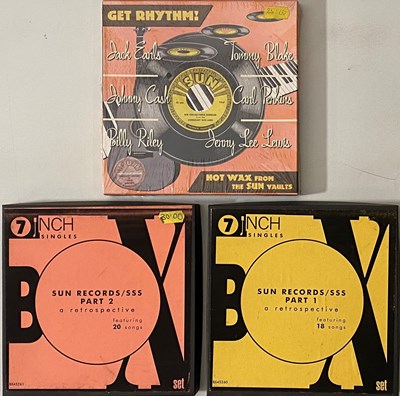 GET RHYTHM!
Jack Earls
Tommy Blake
SUN
Johnny Cash
Carl Perkins
Billy Riley
Jerry Lee Lewis
HOT WAX FROM
THE SUN VAULTS
7 INCH
SINGLES
BOX
30.00
SUN RECORDS/SSS
PART 2
a retrospective
featuring
20 songs
set
7 INCH
SINGLES
BOX
SUN RECORDS/SSS
PART 1
a retrospective
featuring
18 songs
set